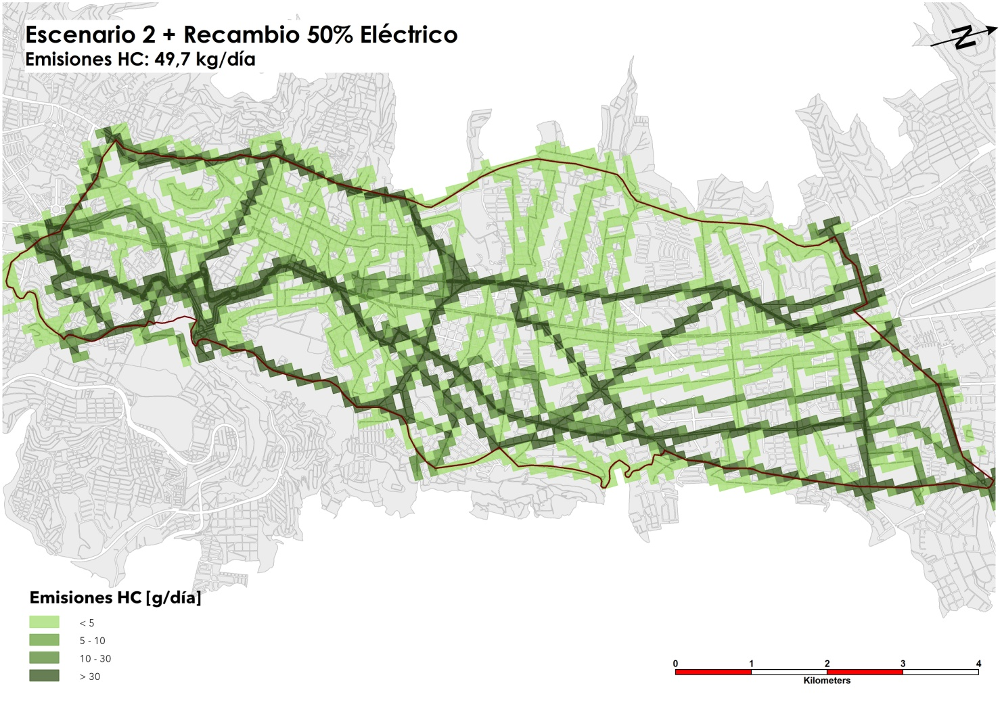 Escenario 2 + Recambio 50% Eléctrico
Emisiones HC: 49,7 kg/día
N
Emisiones HC [g/día]
< 5
5 - 10
10 - 30
> 30
0 1 2 3 4
Kilometers